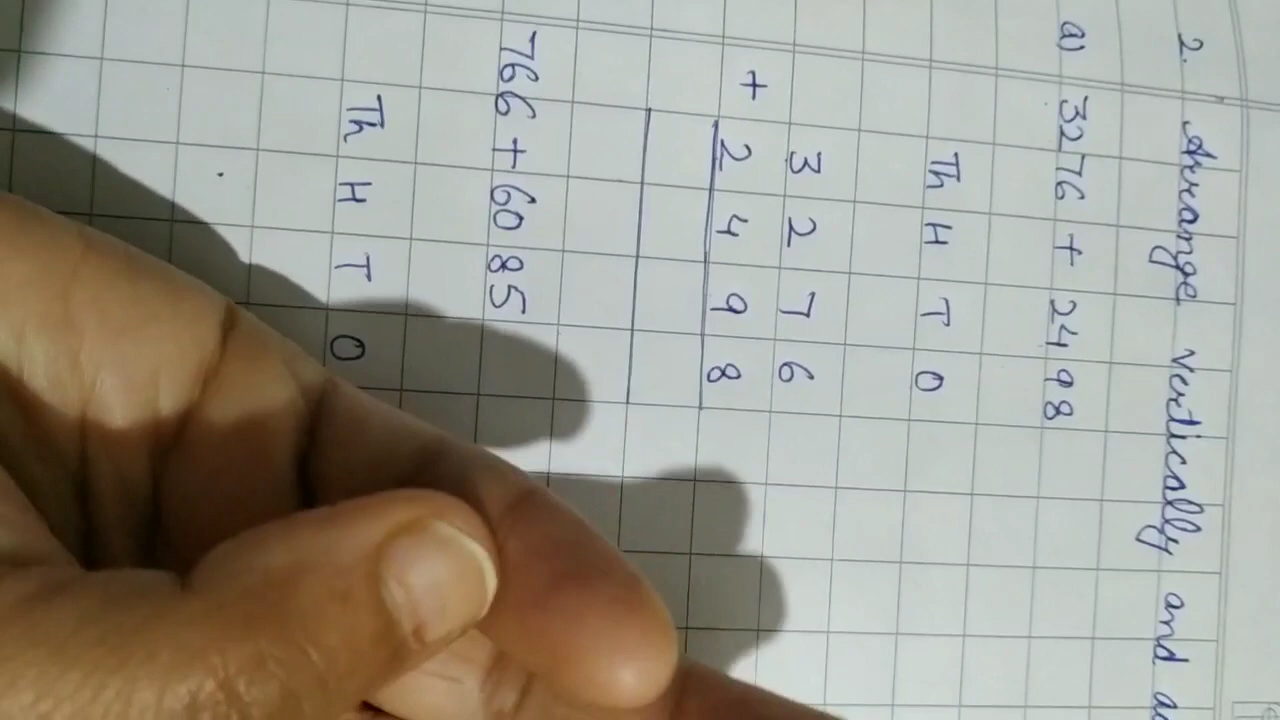 2. Arrange vertically and
a) 3276 + 2498
Th H T O
3 2 7 6
+ 2 4 9 8
766 + 6085
Th H T O